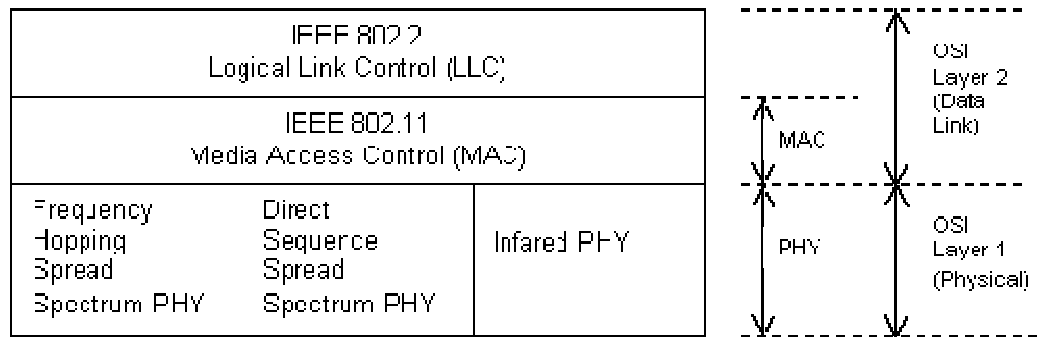 IEEE 802.2
Logical Link Control (LLC)
IEEE 802.11
Media Access Control (MAC)
Frequency
Hopping
Spread
Spectrum PHY
Direct
Sequence
Spread
Spectrum PHY
Infared PHY
MAC
PHY
OSI
Layer 2
(Data
Link)
OSI
Layer 1
(Physical)